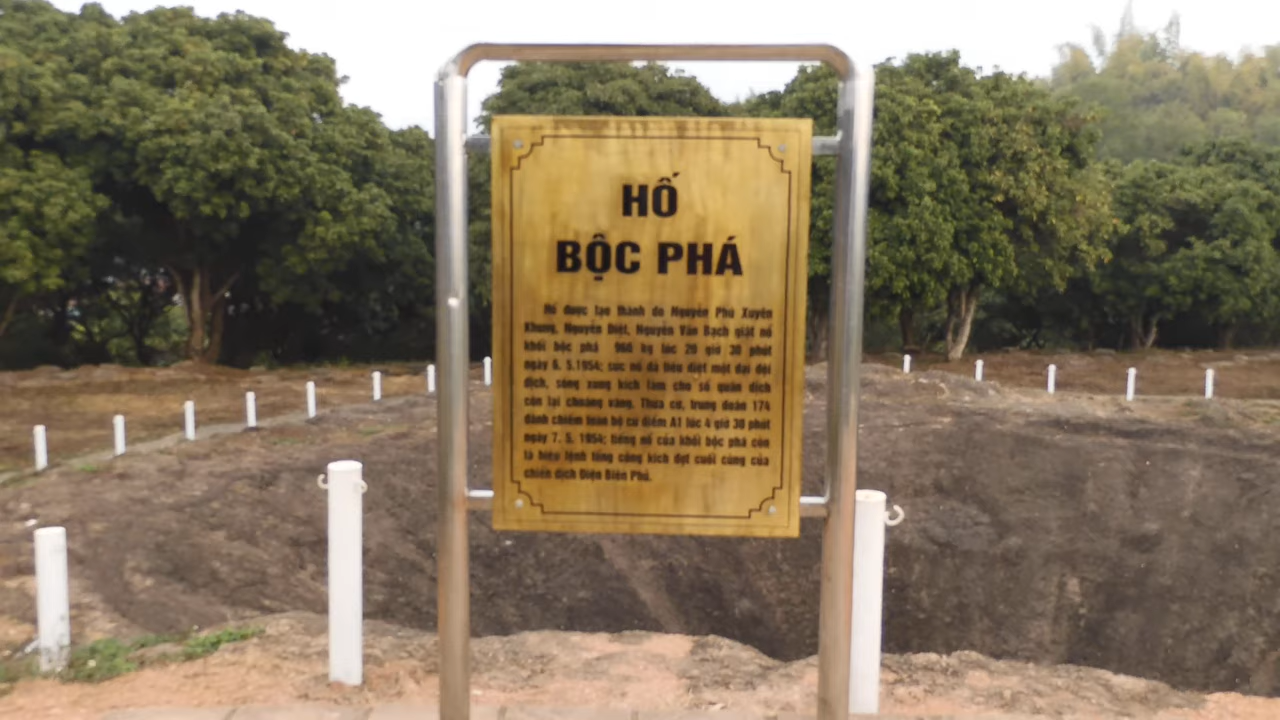 HỐ
BỘC PHÁ
Hố được tạo thành do Nguyễn Phú Xuyên
Khung, Nguyễn Diệt, Nguyễn Văn Bạch giật nổ
khối bộc phá 960 kg lúc 20 giờ 30 phút
ngày 6. 5.1954; sức nổ đã tiêu diệt một đại đội
địch, sóng xung kích làm cho số quân địch
còn lại choáng váng. Thừa cơ, trung đoàn 174
đánh chiếm toàn bộ cứ điểm A1 lúc 4 giờ 30 phút
ngày 7. 5. 1954; tiếng nổ của khối bộc phá còn
là hiệu lệnh tổng công kích đợt cuối cùng của
chiến dịch Điện Biên Phủ.